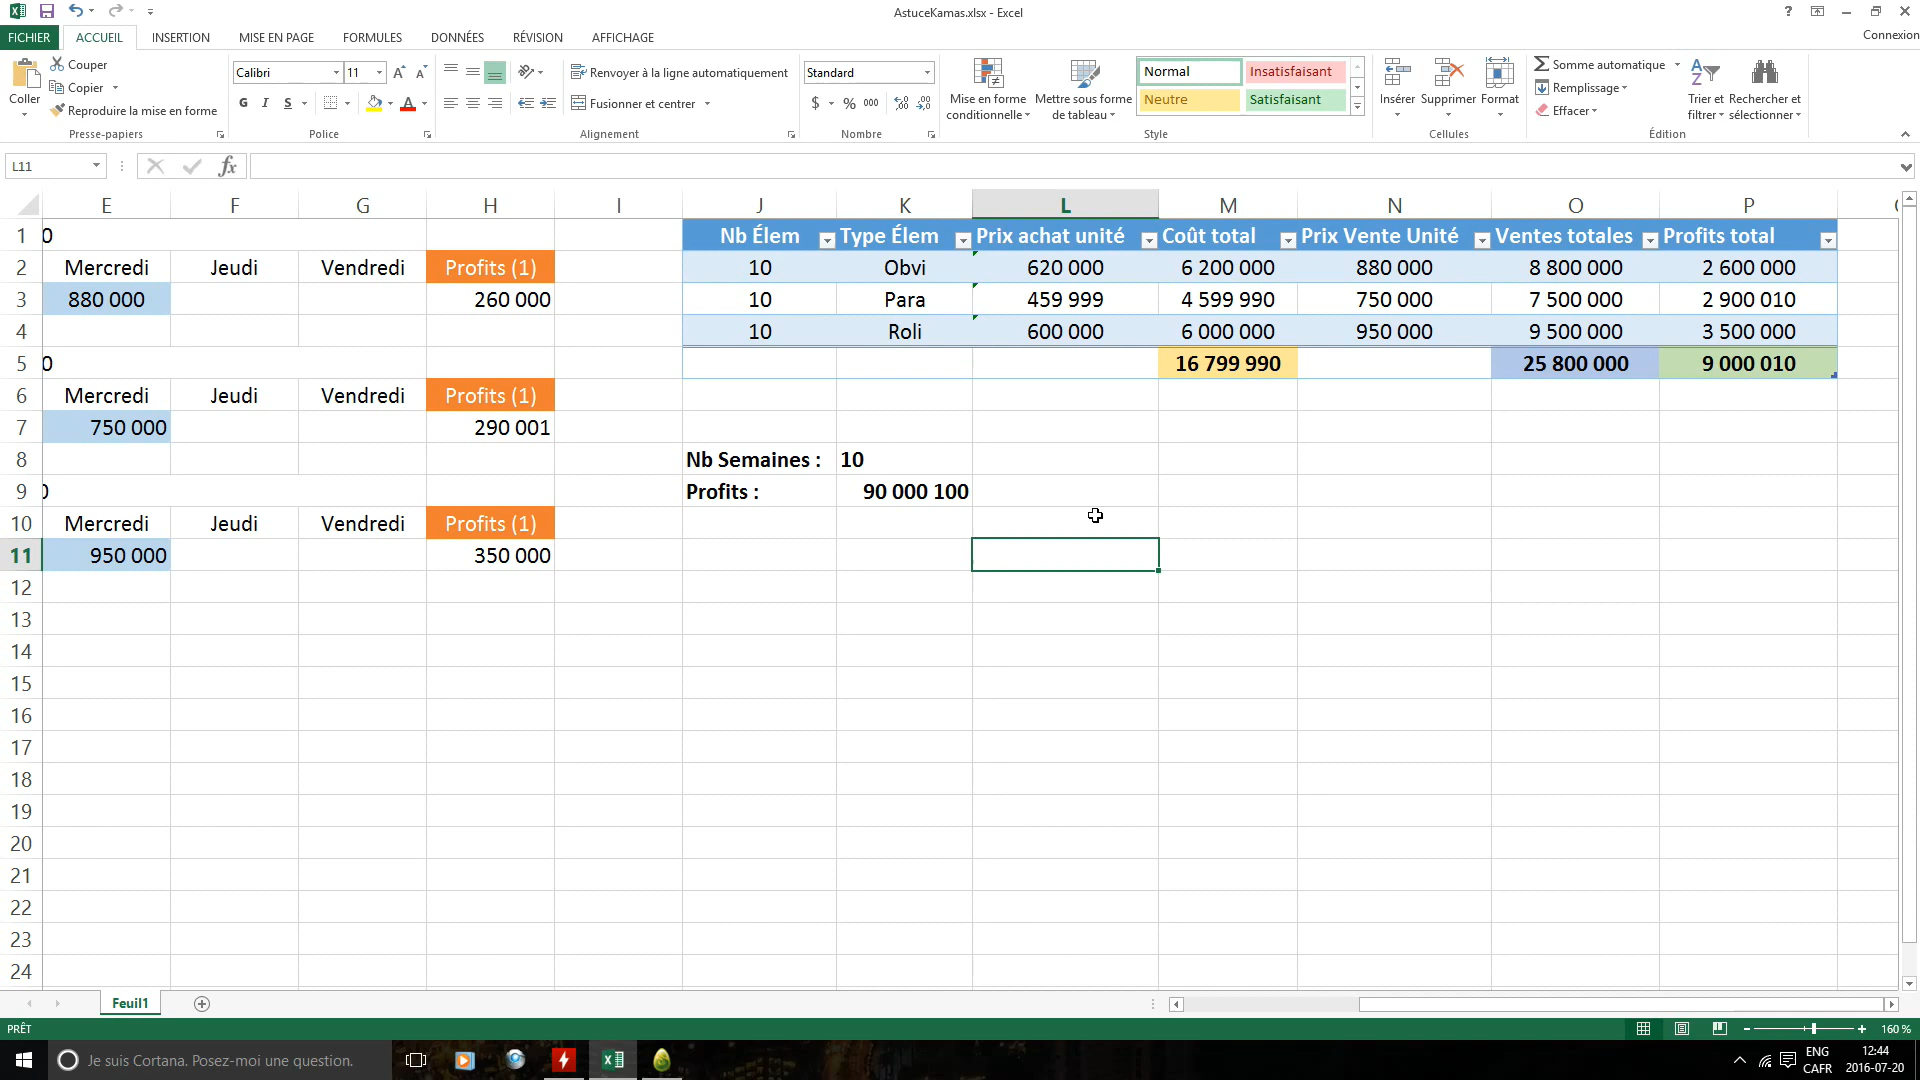 AstuceKamas.xlsx - Excel
?
FICHIER ACCUEIL INSERTION MISE EN PAGE FORMULES DONNÉES RÉVISION AFFICHAGE Connexion
Coller
Couper
Copier
Reproduire la mise en forme
Presse-papiers
Calibri 11
G I S
Police
Renvoyer à la ligne automatiquement
Fusionner et centrer
Alignement
Standard
$ % 000
Nombre
Mise en forme conditionnelle
Mettre sous forme de tableau
Normal Insatisfaisant
Neutre Satisfaisant
Style
Insérer Supprimer Format
Cellules
Somme automatique
Remplissage
Effacer
Trier et filtrer
Rechercher et sélectionner
Édition
L11 fx
E F G H I J K L M N O P
1 0 Nb Élem Type Élem Prix achat unité Coût total Prix Vente Unité Ventes totales Profits total
2 Mercredi Jeudi Vendredi Profits (1) 10 Obvi 620 000 6 200 000 880 000 8 800 000 2 600 000
3 880 000 260 000 10 Para 459 999 4 599 990 750 000 7 500 000 2 900 010
4 10 Roli 600 000 6 000 000 950 000 9 500 000 3 500 000
5 0 16 799 990 25 800 000 9 000 010
6 Mercredi Jeudi Vendredi Profits (1)
7 750 000 290 001
8 Nb Semaines : 10
9 0 Profits : 90 000 100
10 Mercredi Jeudi Vendredi Profits (1)
11 950 000 350 000
12
13
14
15
16
17
18
19
20
21
22
23
24
Feuil1
PRÊT 160 %
Je suis Cortana. Posez-moi une question.
ENG 12:44
CAFR 2016-07-20